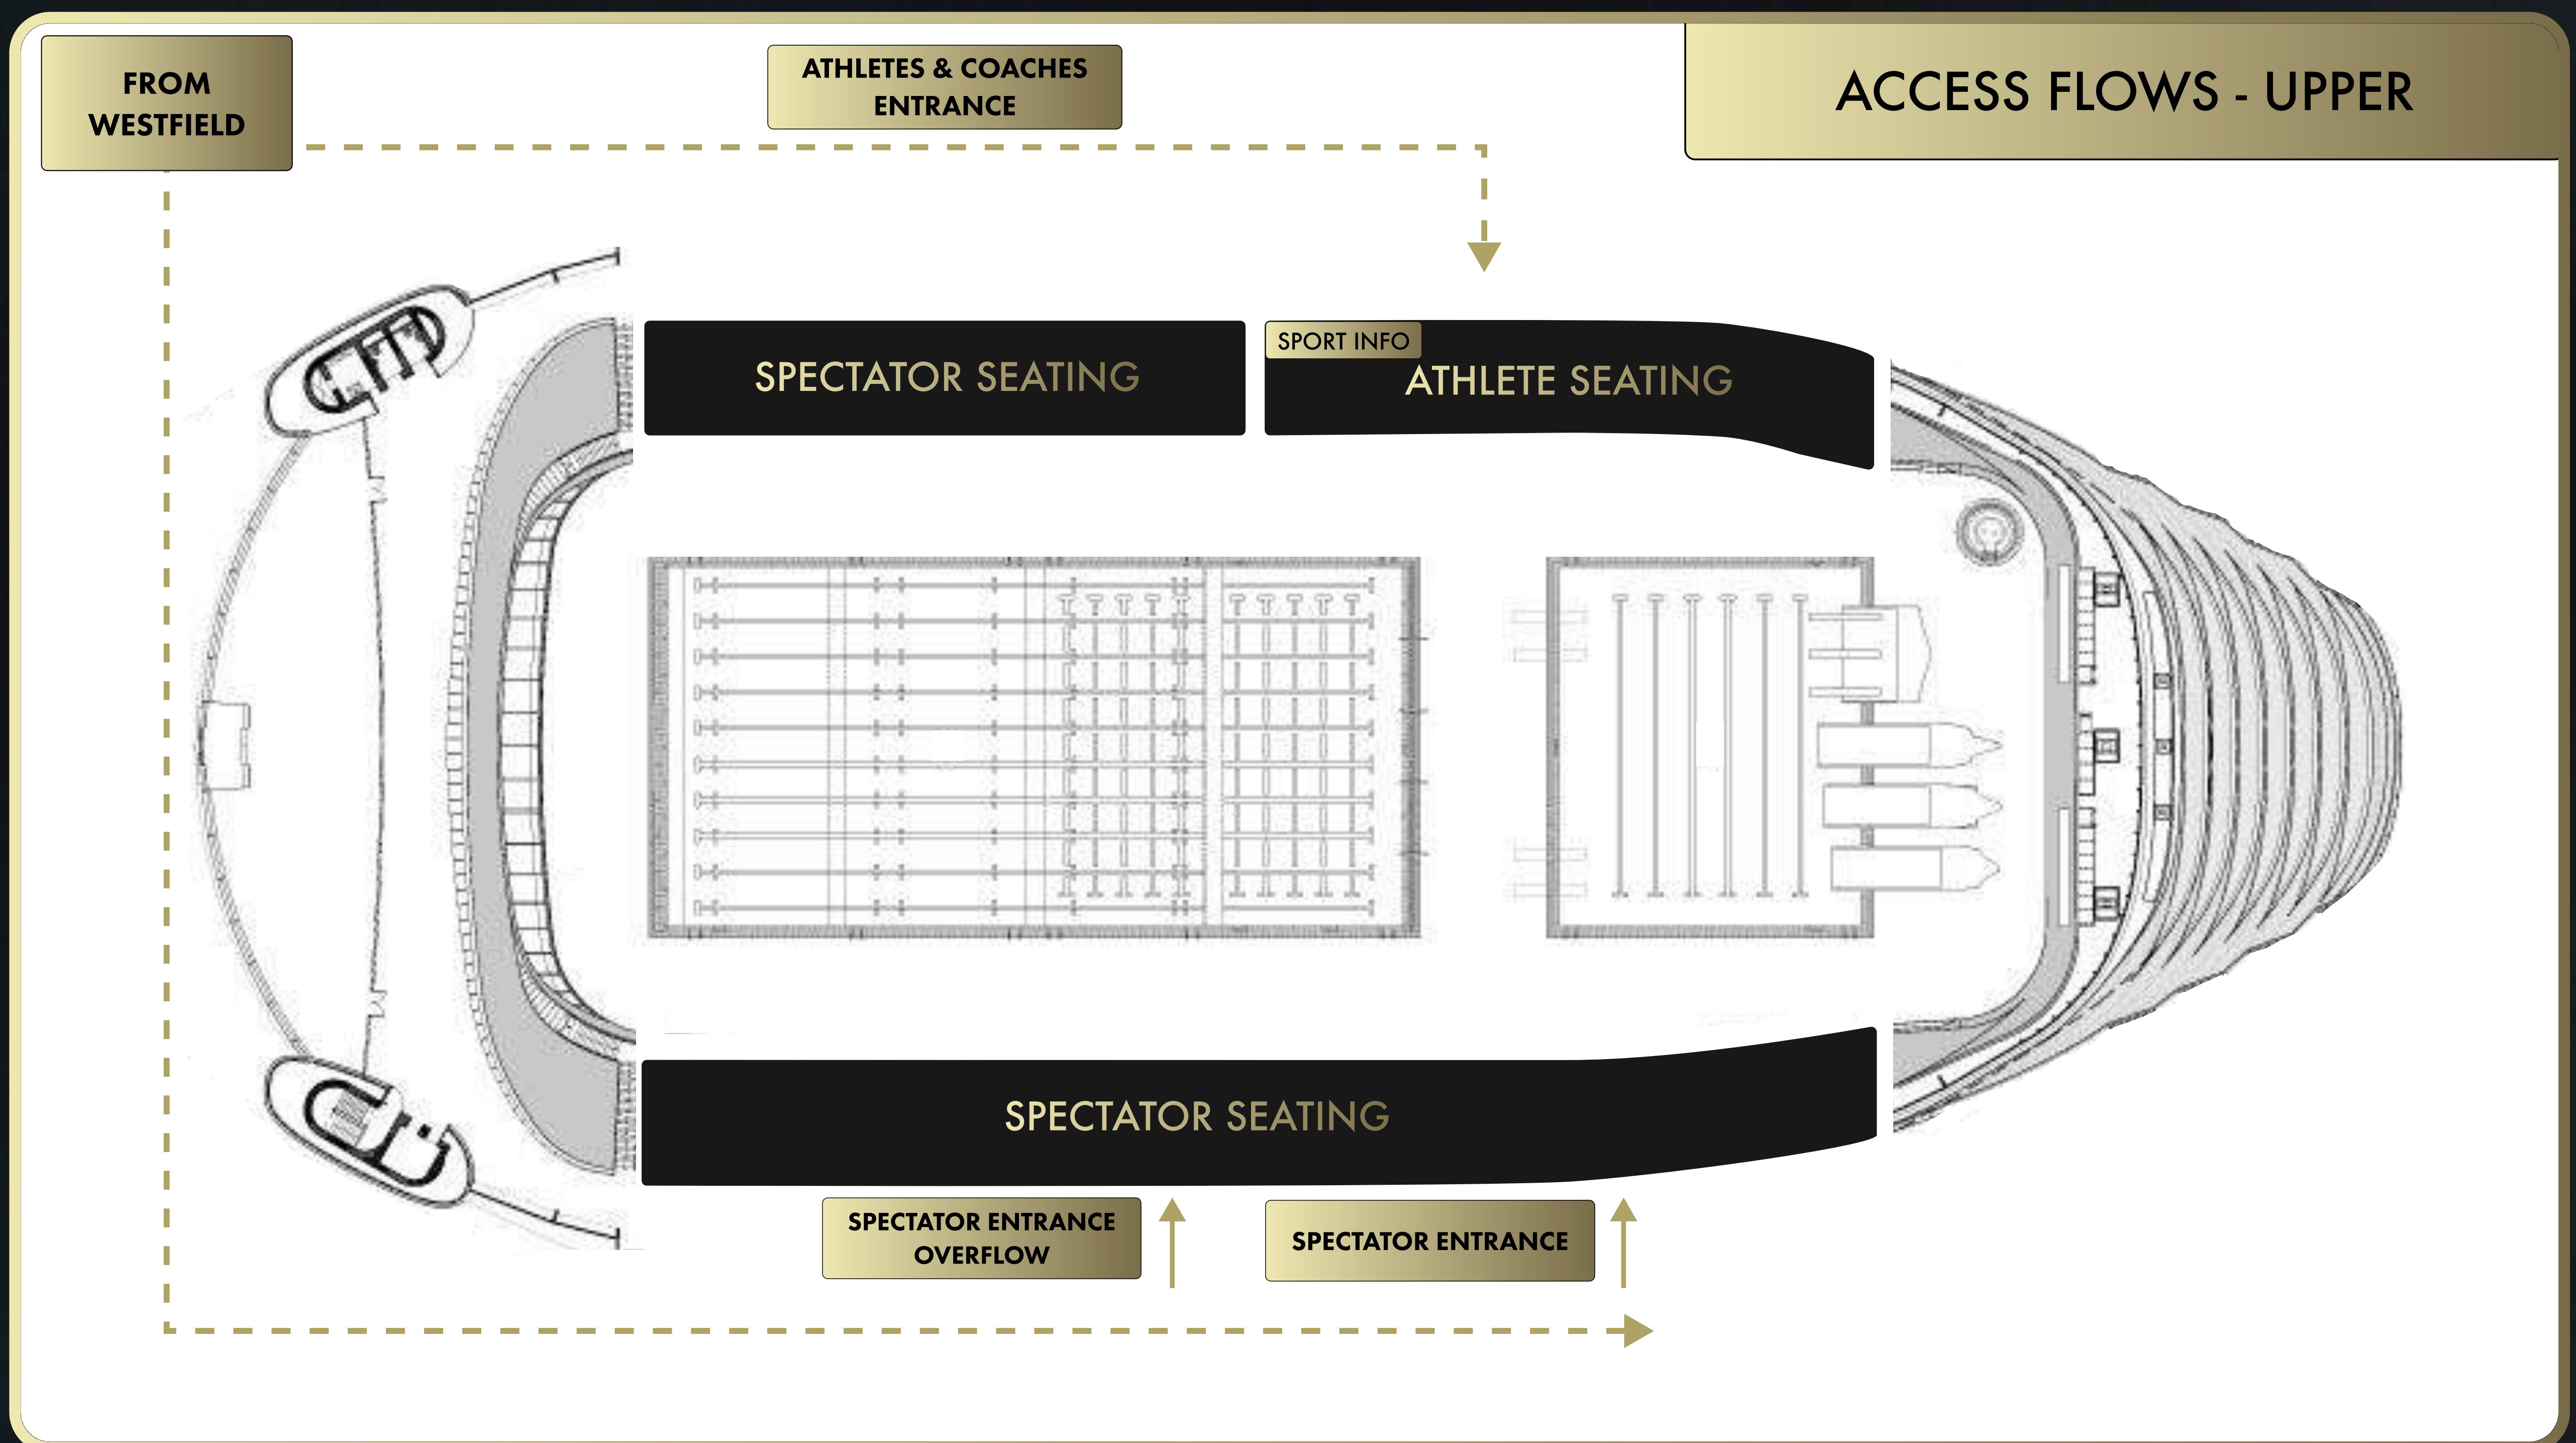 FROM
WESTFIELD
ATHLETES & COACHES
ENTRANCE
ACCESS FLOWS - UPPER
SPECTATOR SEATING
SPORT INFO
ATHLETE SEATING
SPECTATOR SEATING
SPECTATOR ENTRANCE
OVERFLOW
SPECTATOR ENTRANCE